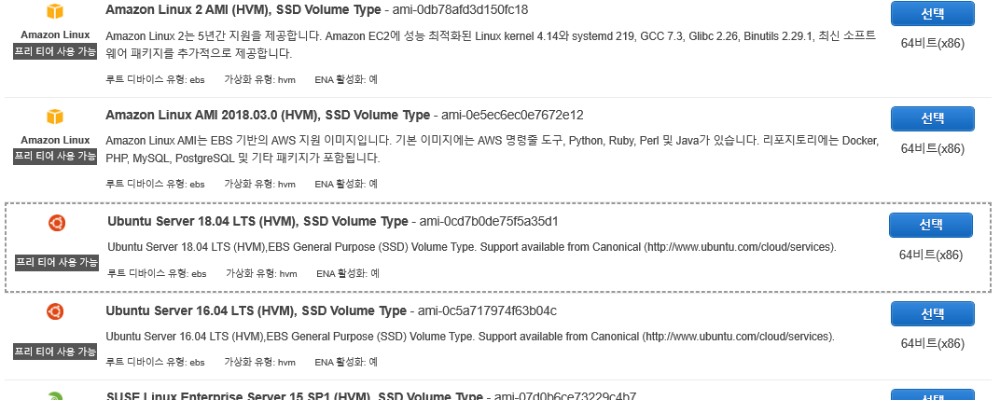 Amazon Linux 2 AMI (HVM), SSD Volume Type - ami-0db78afd3d150fc18
선택
Amazon Linux
프리 티어 사용 가능
Amazon Linux 2는 5년간 지원을 제공합니다. Amazon EC2에 성능 최적화된 Linux kernel 4.14와 systemd 219, GCC 7.3, Glibc 2.26, Binutils 2.29.1, 최신 소프트
웨어 패키지를 추가적으로 제공합니다.
64비트(x86)
루트 디바이스 유형: ebs 가상화 유형: hvm ENA 활성화: 예
Amazon Linux AMI 2018.03.0 (HVM), SSD Volume Type - ami-0e5ec6ec0e7672e12
선택
Amazon Linux
프리 티어 사용 가능
Amazon Linux AMI는 EBS 기반의 AWS 지원 이미지입니다. 기본 이미지에는 AWS 명령줄 도구, Python, Ruby, Perl 및 Java가 있습니다. 리포지토리에는 Docker,
PHP, MySQL, PostgreSQL 및 기타 패키지가 포함됩니다.
64비트(x86)
루트 디바이스 유형: ebs 가상화 유형: hvm ENA 활성화: 예
Ubuntu Server 18.04 LTS (HVM), SSD Volume Type - ami-0cd7b0de75f5a35d1
선택
Ubuntu Server 18.04 LTS (HVM),EBS General Purpose (SSD) Volume Type. Support available from Canonical (http://www.ubuntu.com/cloud/services).
64비트(x86)
프리 티어 사용 가능
루트 디바이스 유형: ebs 가상화 유형: hvm ENA 활성화: 예
Ubuntu Server 16.04 LTS (HVM), SSD Volume Type - ami-0c5a717974f63b04c
선택
Ubuntu Server 16.04 LTS (HVM),EBS General Purpose (SSD) Volume Type. Support available from Canonical (http://www.ubuntu.com/cloud/services).
64비트(x86)
프리 티어 사용 가능
루트 디바이스 유형: ebs 가상화 유형: hvm ENA 활성화: 예
SUSE Linux Enterprise Server 15 SP1 (HVM), SSD Volume Type - ami-07d0b6ce73229c4b7
선택